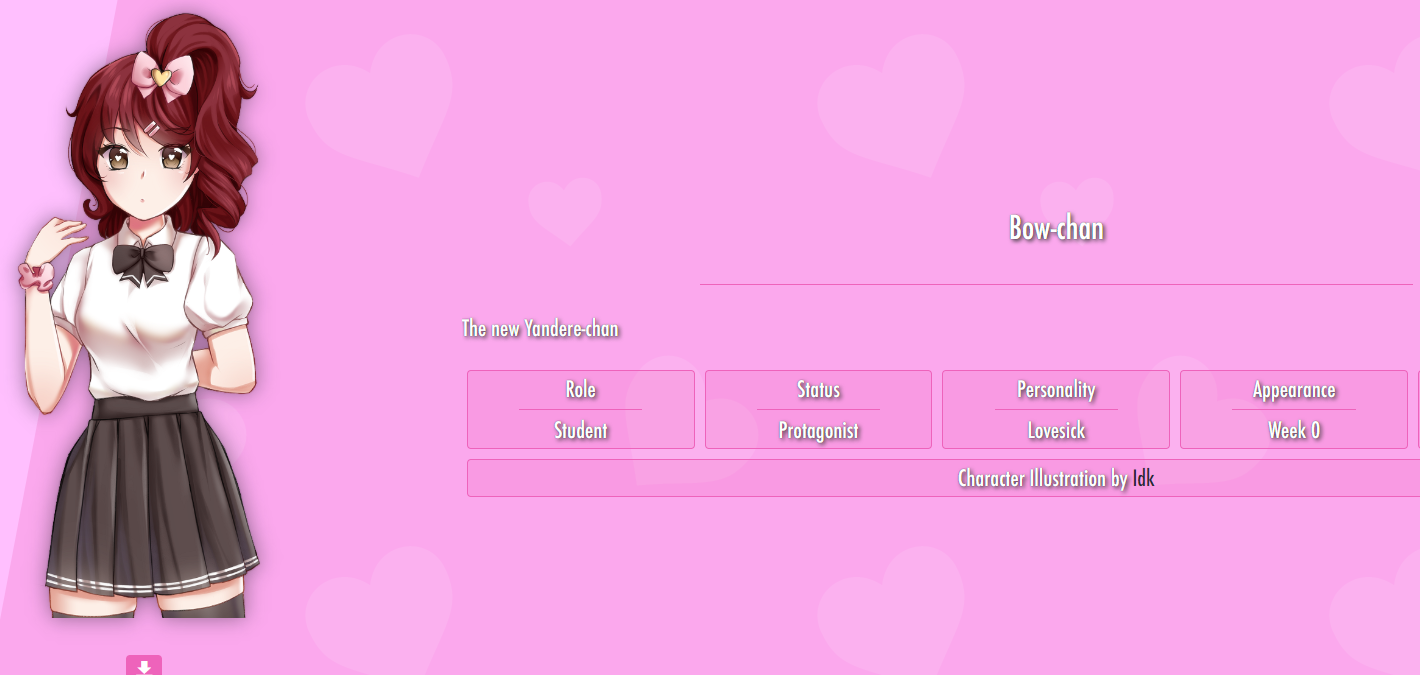 Bow-chan
The new Yandere-chan
Role
Student
Status
Protagonist
Personality
Lovesick
Appearance
Week 0
Character Illustration by Idk